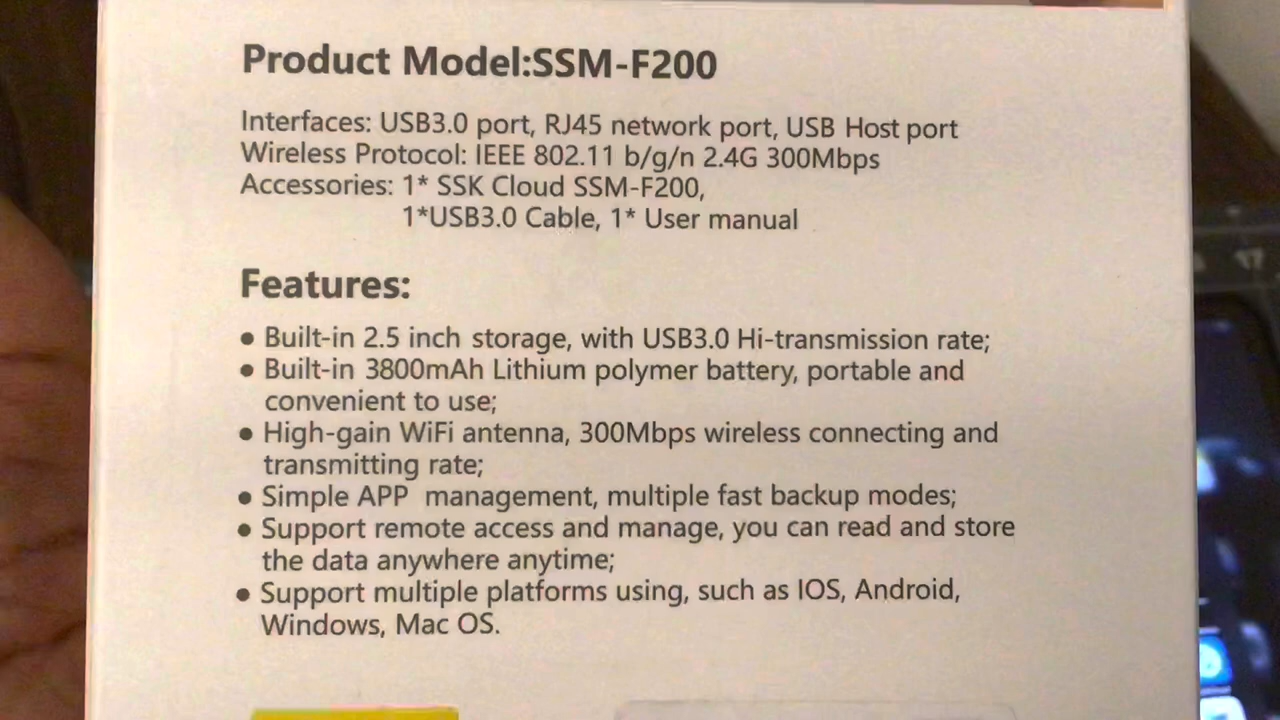 Product Model:SSM-F200
Interfaces: USB3.0 port, RJ45 network port, USB Host port
Wireless Protocol: IEEE 802.11 b/g/n 2.4G 300Mbps
Accessories: 1* SSK Cloud SSM-F200,
1*USB3.0 Cable, 1* User manual
Features:
● Built-in 2.5 inch storage, with USB3.0 Hi-transmission rate;
● Built-in 3800mAh Lithium polymer battery, portable and
convenient to use;
● High-gain WiFi antenna, 300Mbps wireless connecting and
transmitting rate;
● Simple APP management, multiple fast backup modes;
● Support remote access and manage, you can read and store
the data anywhere anytime;
● Support multiple platforms using, such as IOS, Android,
Windows, Mac OS.
17